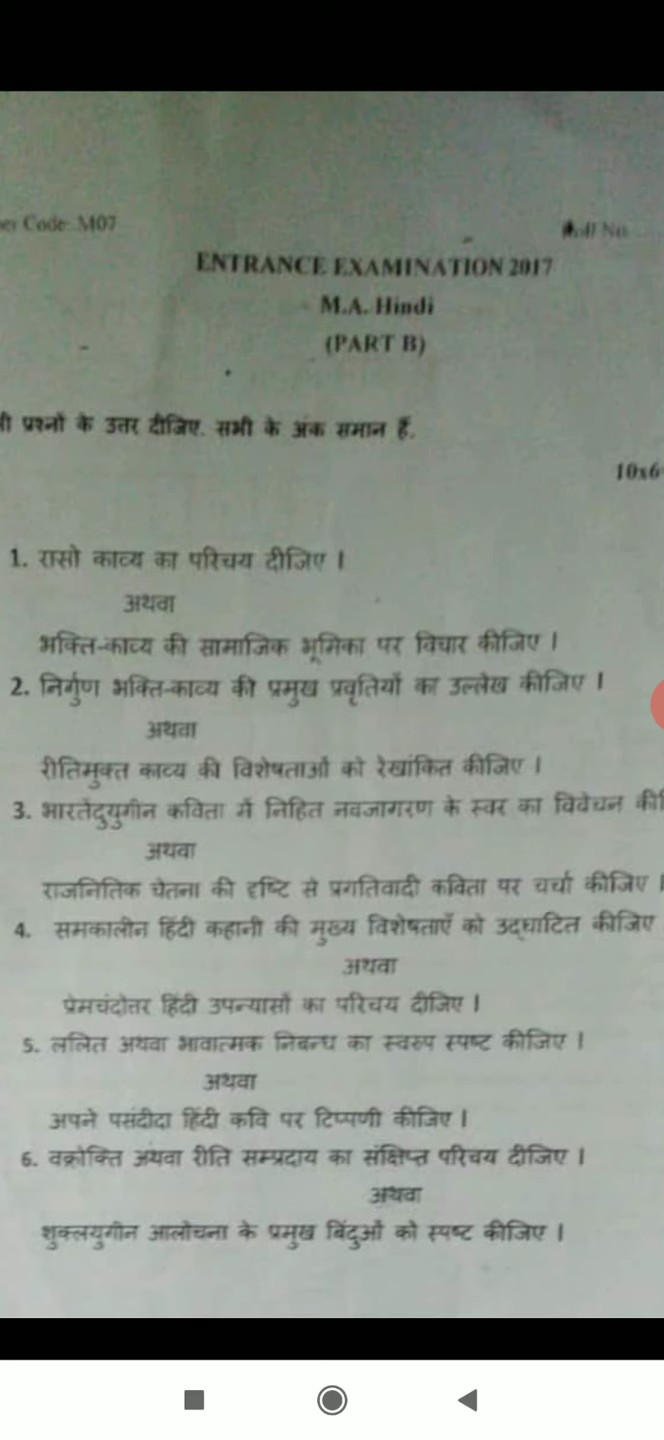 Code: M07
Roll No
ENTRANCE EXAMINATION 2017
M.A. Hindi
(PART B)
प्रश्नों के उत्तर दीजिए. सभी के अंक समान हैं.
10x6
1. रासो काव्य का परिचय दीजिए ।
अथवा
भक्ति-काव्य की सामाजिक भूमिका पर विचार कीजिए ।
2. निर्गुण भक्ति-काव्य की प्रमुख प्रवृतियों का उल्लेख कीजिए ।
अथवा
रीतिमुक्त काव्य की विशेषताओं को रेखांकित कीजिए ।
3. भारतेंदुयुगीन कविता में निहित नवजागरण के स्वर का विवेचन
अथवा
राजनितिक चेतना की दृष्टि से प्रगतिवादी कविता पर चर्चा कीजिए ।
4. समकालीन हिंदी कहानी की मुख्य विशेषताएँ को उद्घाटित कीजिए
अथवा
प्रेमचंदोत्तर हिंदी उपन्यासों का परिचय दीजिए ।
5. ललित अथवा भावात्मक निबन्ध का स्वरुप स्पष्ट कीजिए ।
अथवा
अपने पसंदीदा हिंदी कवि पर टिप्पणी कीजिए ।
6. वक्रोक्ति अथवा रीति सम्प्रदाय का संक्षिप्त परिचय दीजिए ।
अथवा
शुक्लयुगीन आलोचना के प्रमुख बिंदुओं को स्पष्ट कीजिए ।